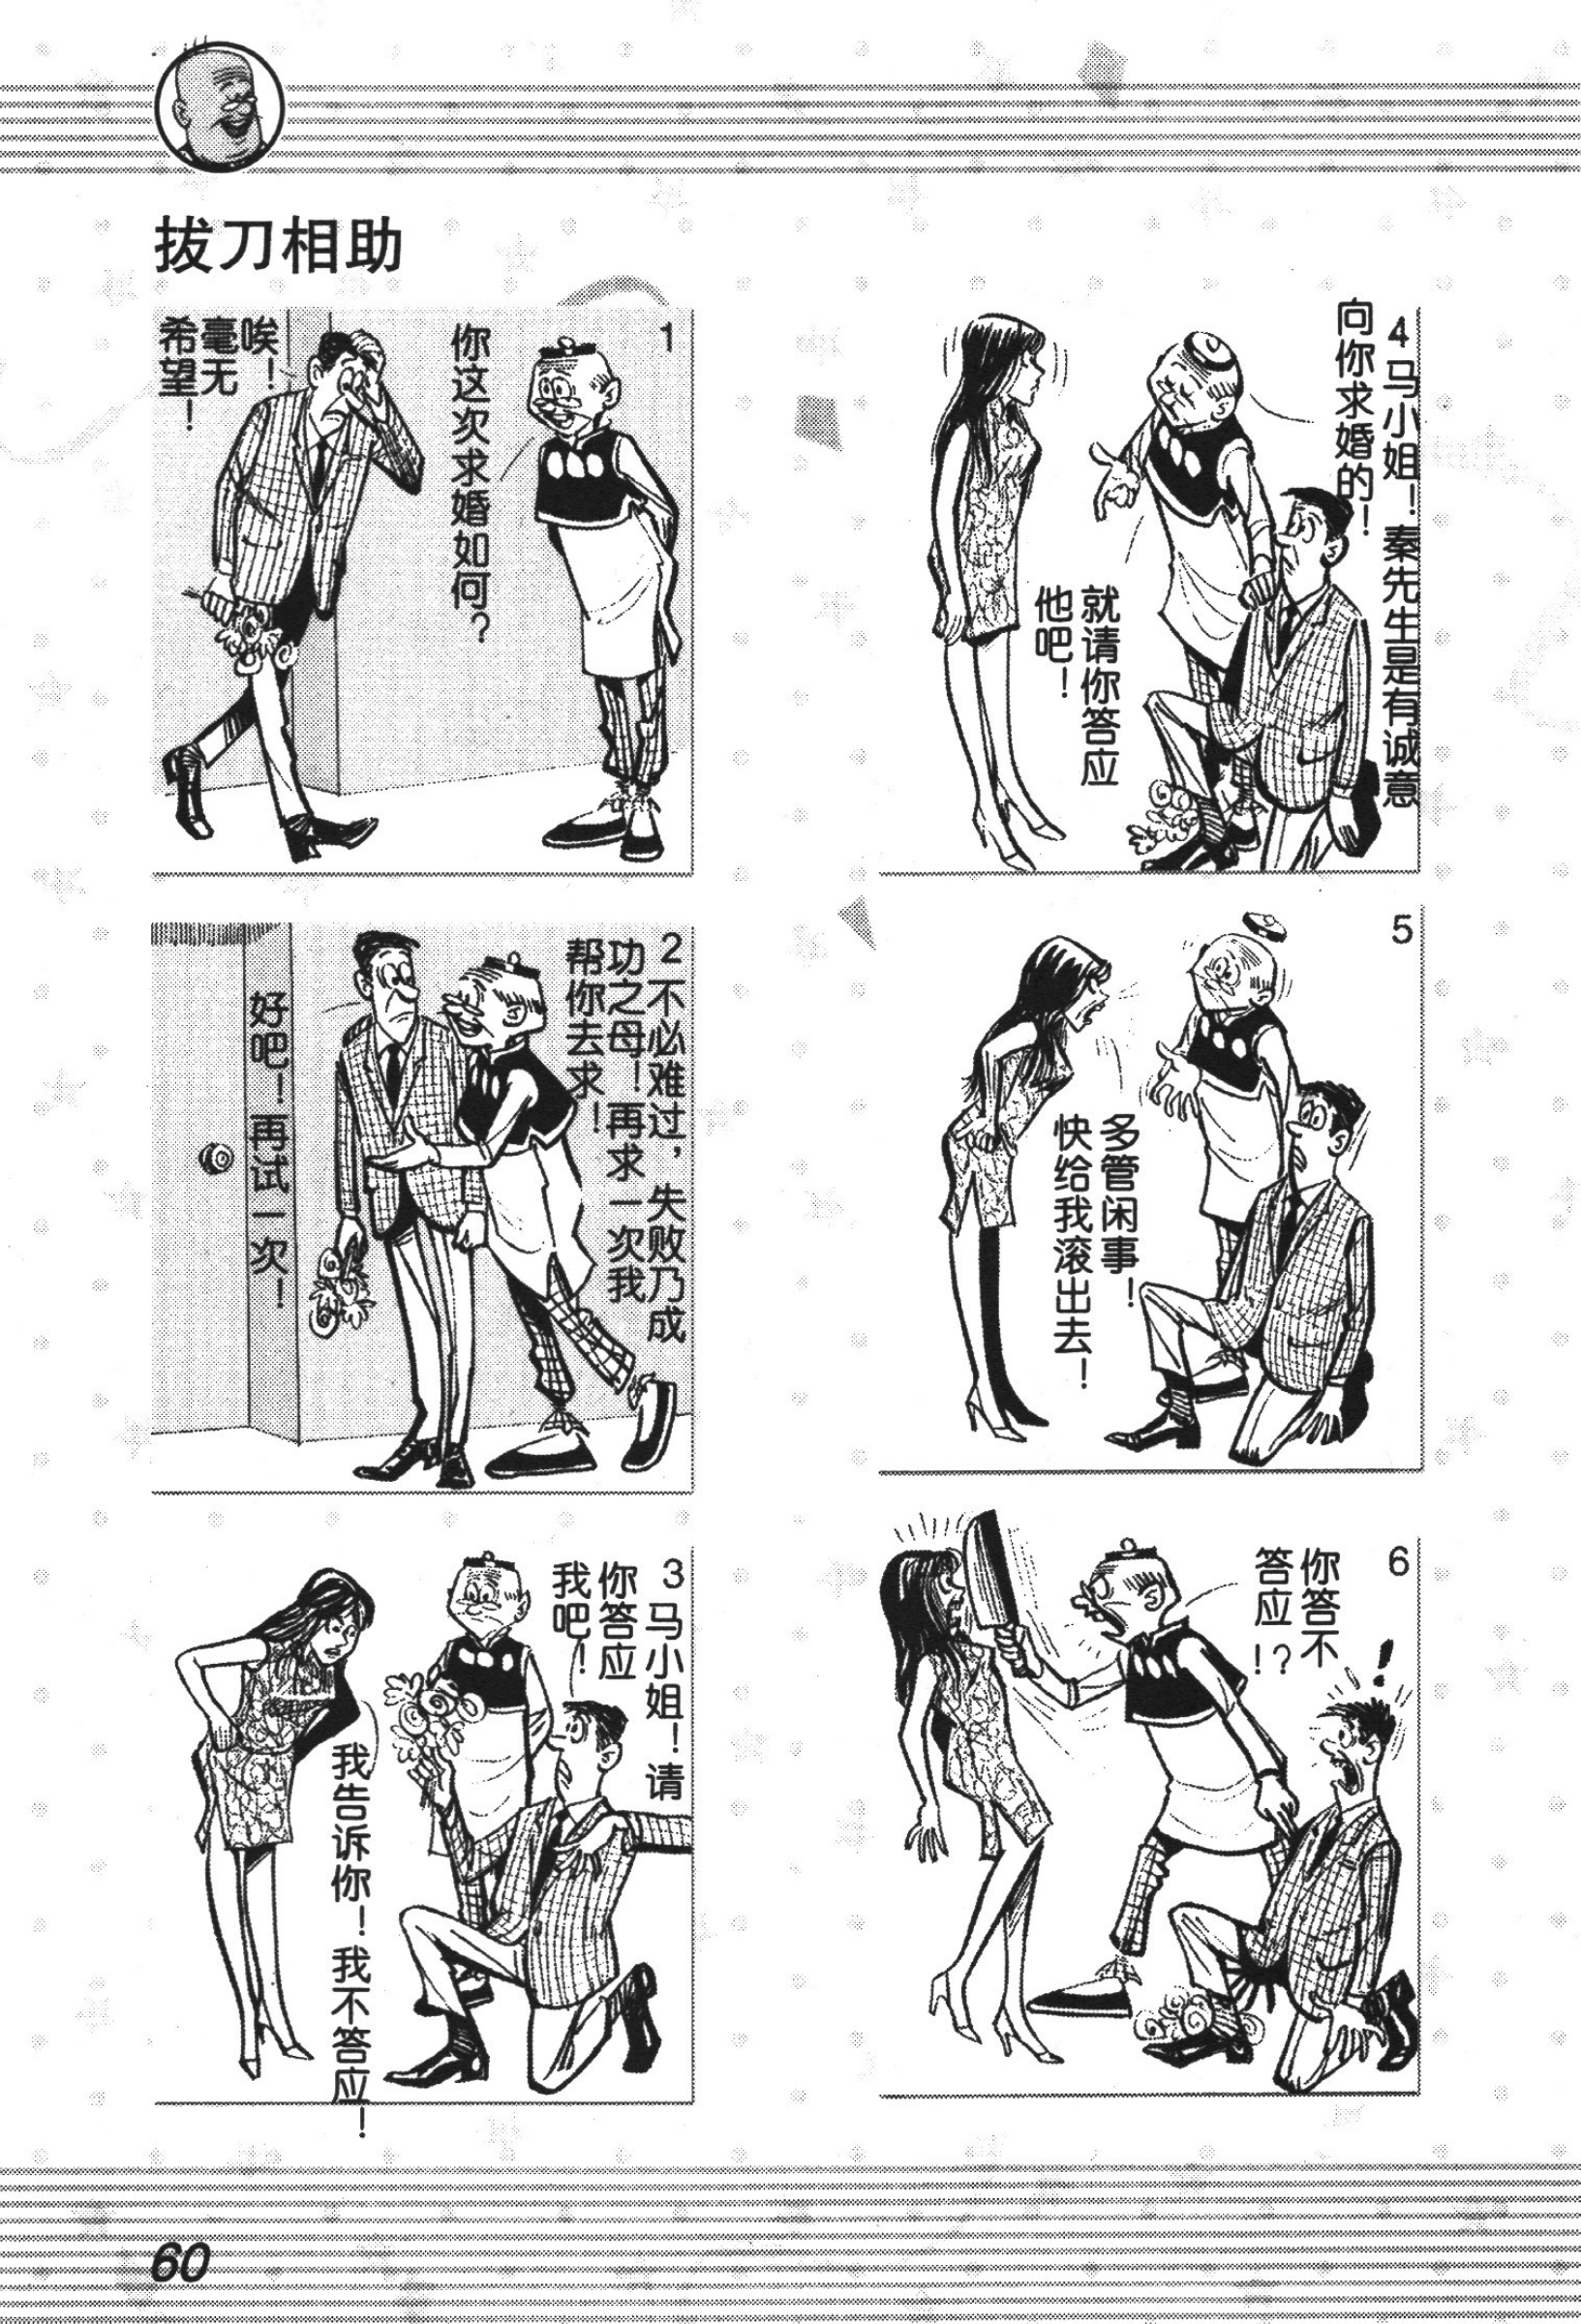 拔刀相助
1
你这次求婚如何?
唉!
毫无
希望!
2
不必难过，失败乃成
功之母!再求一次我
帮你去求!
好吧!再试一次!
3
马小姐!请
你答应
我吧!
我告诉你!我不答应!
4
马小姐!秦先生是有诚意
向你求婚的!
就请你答应
他吧!
5
多管闲事!
快给我滚出去!
6
你答不
答应!?
!
60